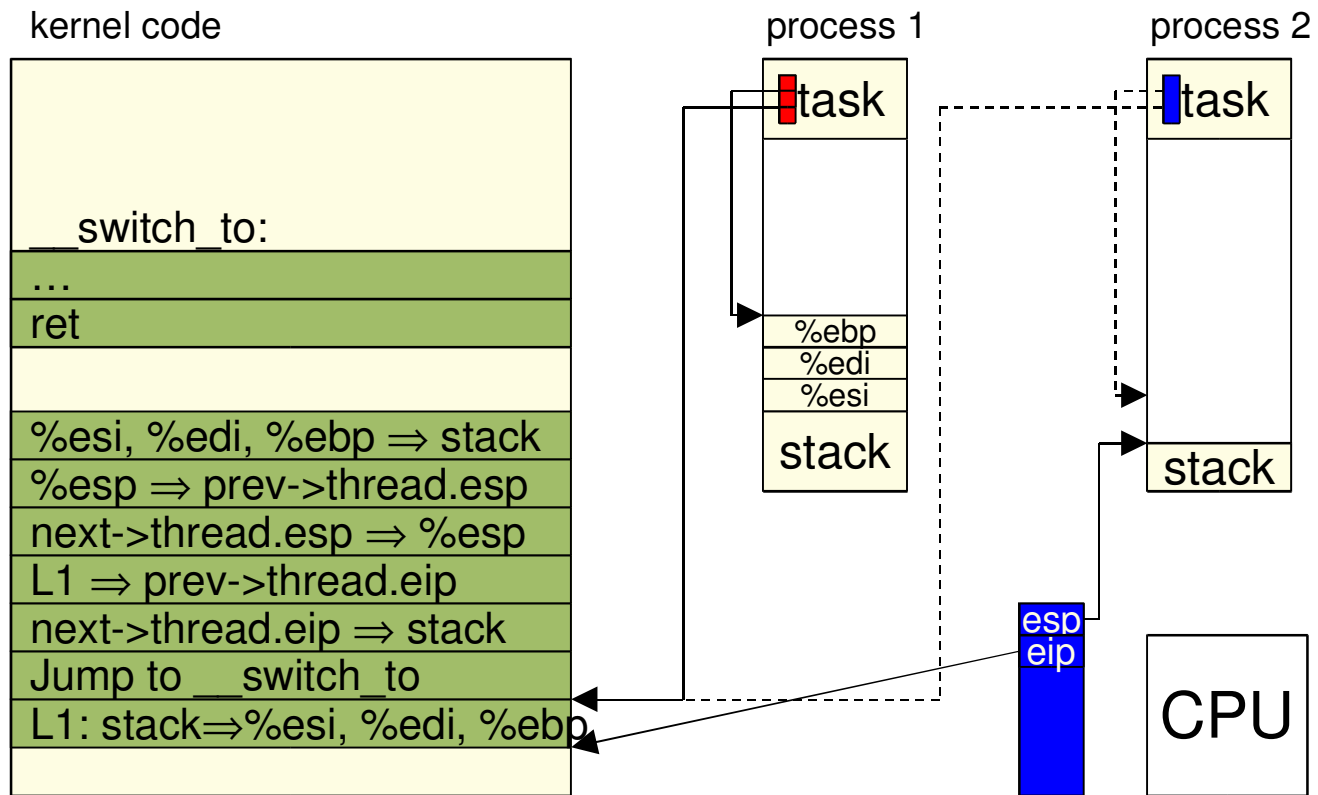 kernel code
process 1
process 2
task
task
__switch_to:
…
ret
%ebp
%edi
%esi
stack
stack
%esi, %edi, %ebp ⇒ stack
%esp ⇒ prev->thread.esp
next->thread.esp ⇒ %esp
L1 ⇒ prev->thread.eip
next->thread.eip ⇒ stack
Jump to __switch_to
L1: stack⇒%esi, %edi, %ebp
esp
eip
CPU